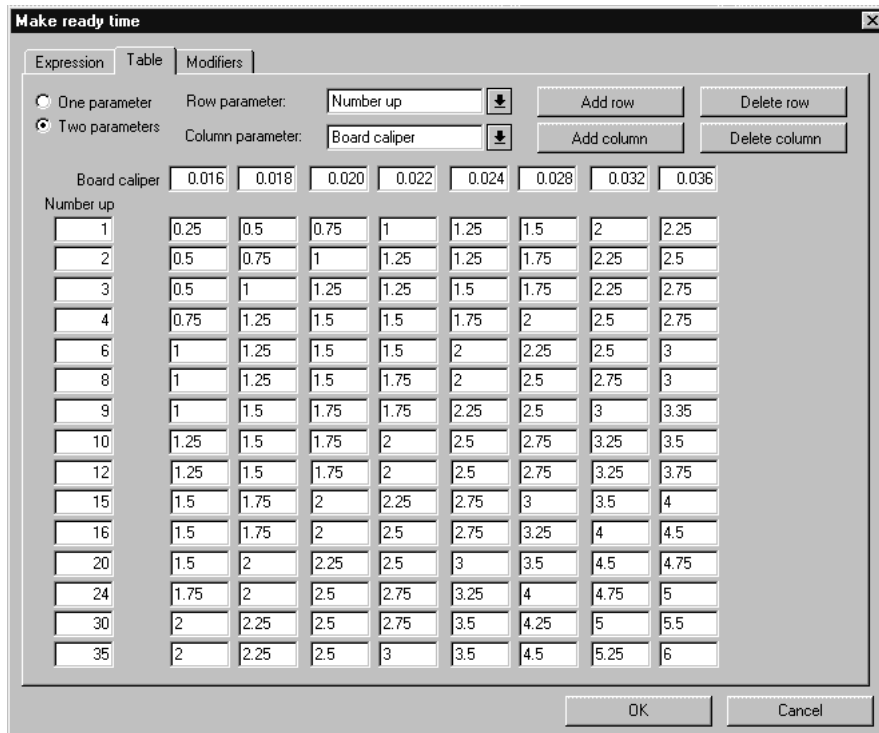 Make ready time
Expression Table Modifiers
One parameter Row parameter: Number up Add row Delete row
Two parameters Column parameter: Board caliper Add column Delete column
Board caliper 0.016 0.018 0.020 0.022 0.024 0.028 0.032 0.036
Number up
1 0.25 0.5 0.75 1 1.25 1.5 2 2.25
2 0.5 0.75 1 1.25 1.25 1.75 2.25 2.5
3 0.5 1 1.25 1.25 1.5 1.75 2.25 2.75
4 0.75 1.25 1.5 1.5 1.75 2 2.5 2.75
6 1 1.25 1.5 1.5 2 2.25 2.5 3
8 1 1.25 1.5 1.75 2 2.5 2.75 3
9 1 1.5 1.75 1.75 2.25 2.5 3 3.35
10 1.25 1.5 1.75 2 2.5 2.75 3.25 3.5
12 1.25 1.5 1.75 2 2.5 2.75 3.25 3.75
15 1.5 1.75 2 2.25 2.75 3 3.5 4
16 1.5 1.75 2 2.5 2.75 3.25 4 4.5
20 1.5 2 2.25 2.5 3 3.5 4.5 4.75
24 1.75 2 2.5 2.75 3.25 4 4.75 5
30 2 2.25 2.5 2.75 3.5 4.25 5 5.5
35 2 2.25 2.5 3 3.5 4.5 5.25 6
OK Cancel